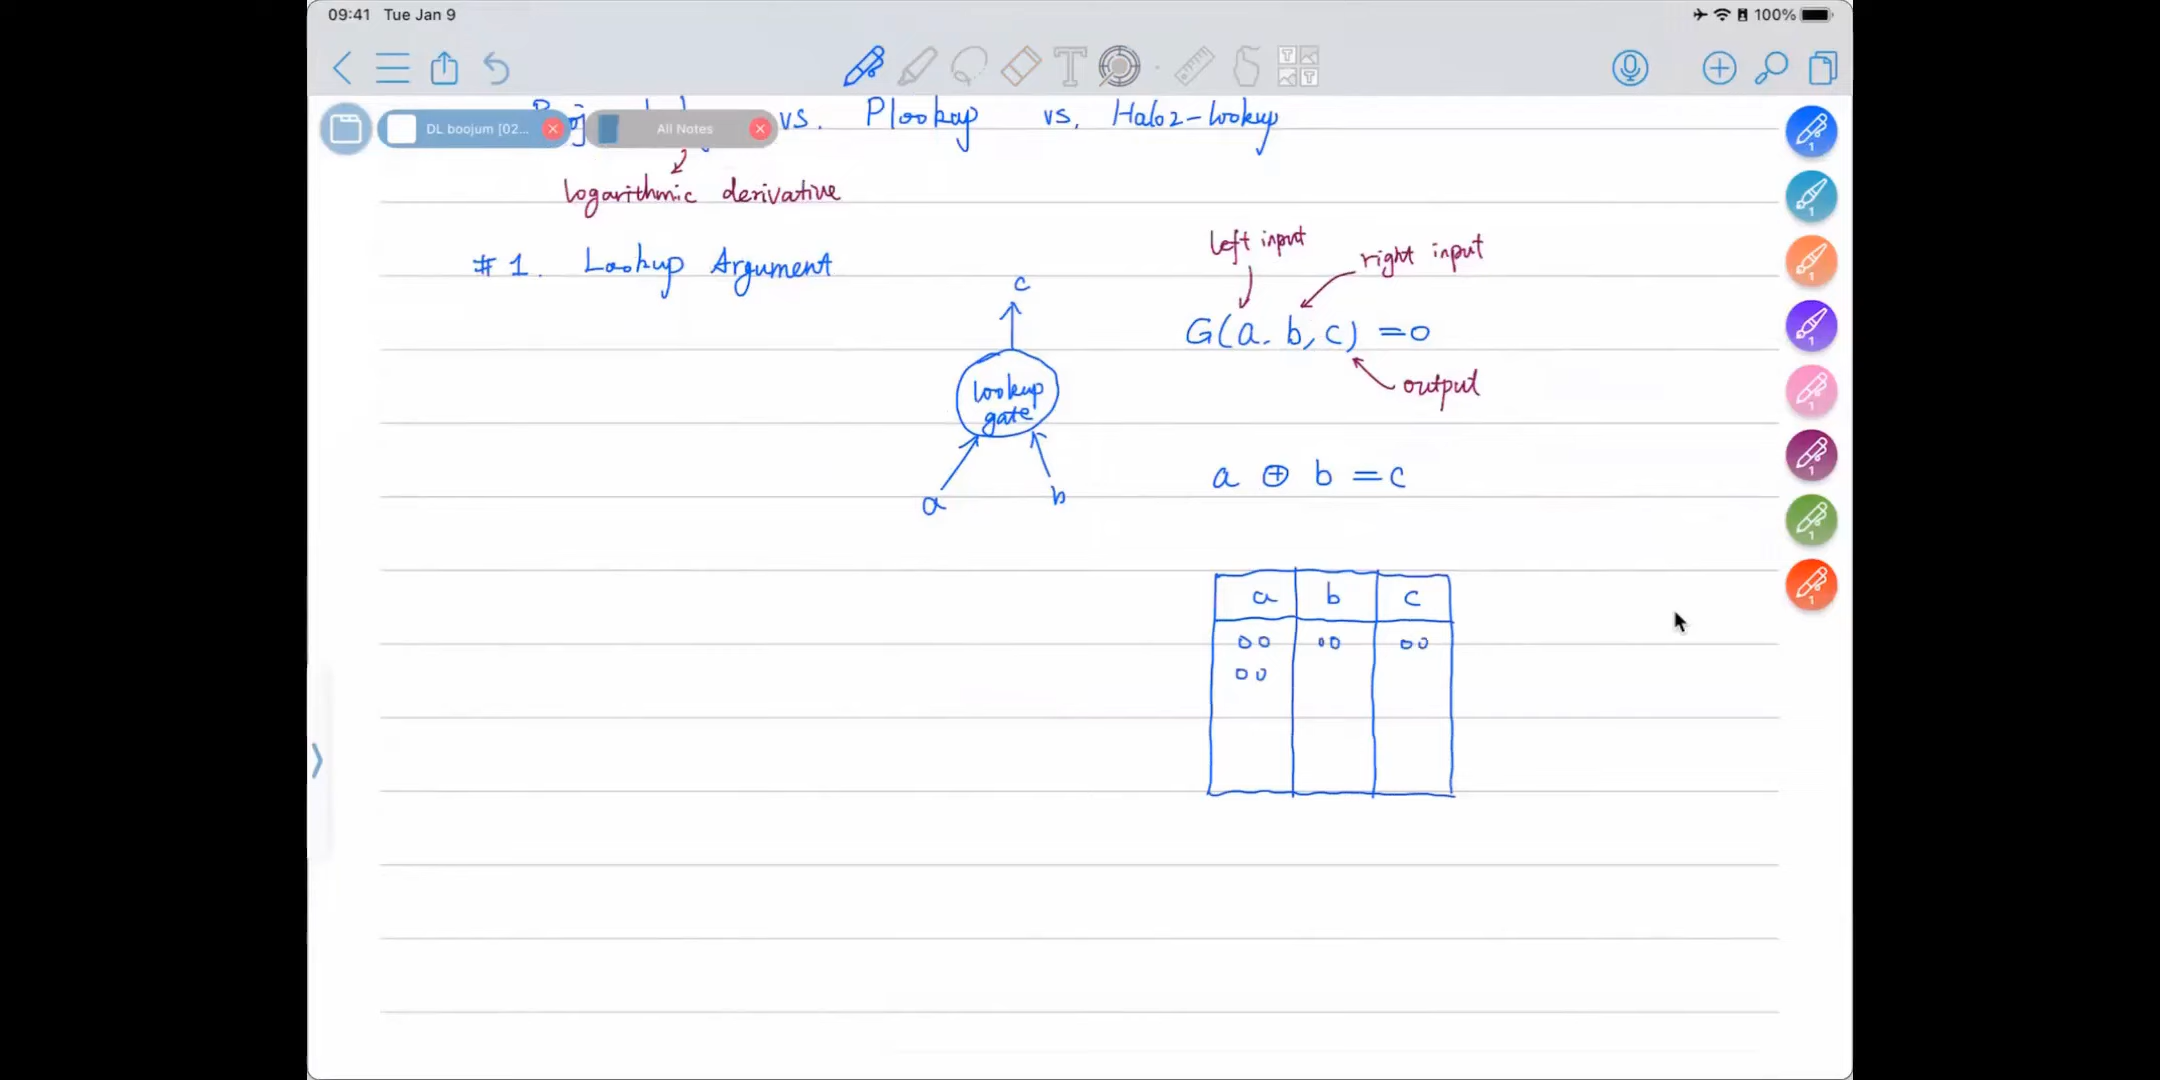 09:41 Tue Jan 9
100%
vs. Plookup vs. Halo2-lookup
DL boojum [02...
All Notes
logarithmic derivative
# 1. Lookup Argument
left input
right input
c
G(a, b, c) = 0
lookup
gate
output
a ⊕ b = c
a b
a b c
00 00 00
00